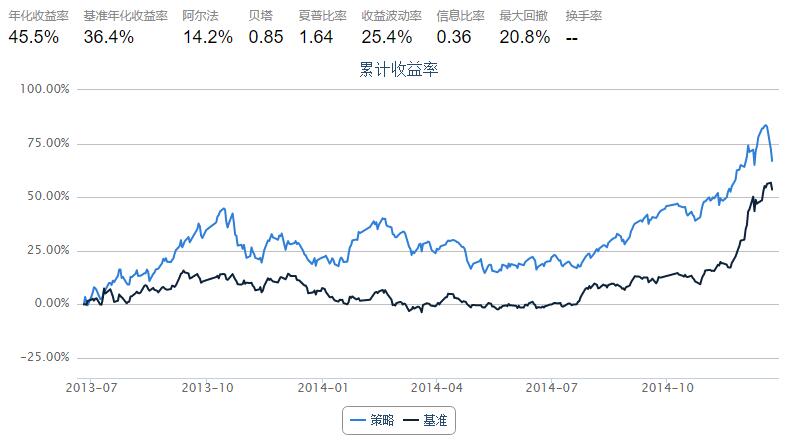 年化收益率 基准年化收益率 阿尔法 贝塔 夏普比率 收益波动率 信息比率 最大回撤 换手率
45.5% 36.4% 14.2% 0.85 1.64 25.4% 0.36 20.8% --
累计收益率
100.00%
75.00%
50.00%
25.00%
0.00%
-25.00%
2013-07 2013-10 2014-01 2014-04 2014-07 2014-10
策略 基准